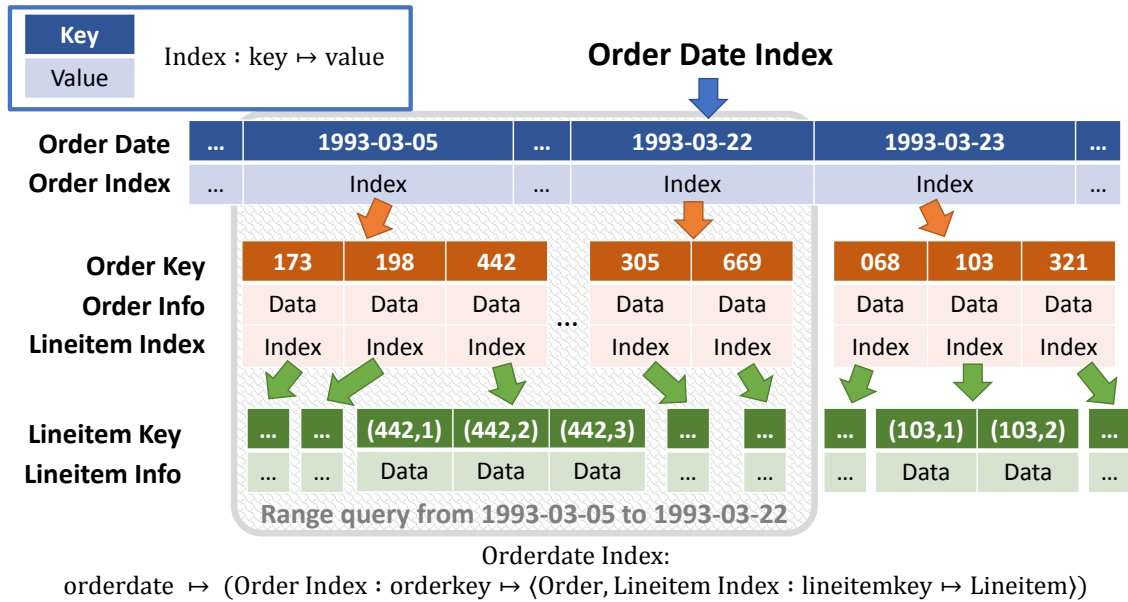 Key
Value
Index : key ↦ value
Order Date Index
Order Date ... 1993-03-05 ... 1993-03-22 1993-03-23 ...
Order Index ... Index ... Index Index ...
Order Key 173 198 442 305 669 068 103 321
Order Info Data Data Data Data Data Data Data Data
...
Lineitem Index Index Index Index Index Index Index Index Index
Lineitem Key ... ... (442,1) (442,2) (442,3) ... ... ... (103,1) (103,2) ...
Lineitem Info ... ... Data Data Data ... ... ... Data Data ...
Range query from 1993-03-05 to 1993-03-22
Orderdate Index:
orderdate ↦ (Order Index : orderkey ↦ ⟨Order, Lineitem Index : lineitemkey ↦ Lineitem⟩)